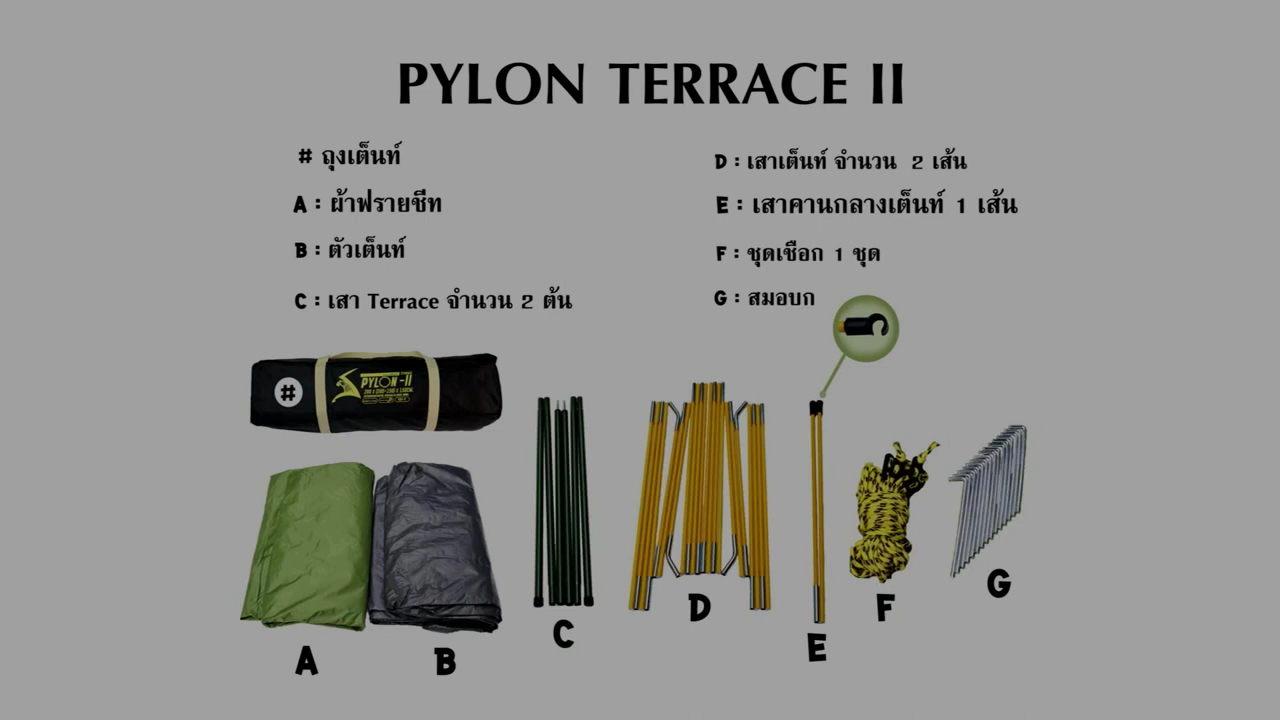 PYLON TERRACE II
# ถุงเต็นท์
A : ผ้าฟรายชีท
B : ตัวเต็นท์
C : เสา Terrace จำนวน 2 ต้น
D : เสาเต็นท์ จำนวน 2 เส้น
E : เสาคานกลางเต็นท์ 1 เส้น
F : ชุดเชือก 1 ชุด
G : สมอบก
#
PYLON-II
A
B
C
D
E
F
G